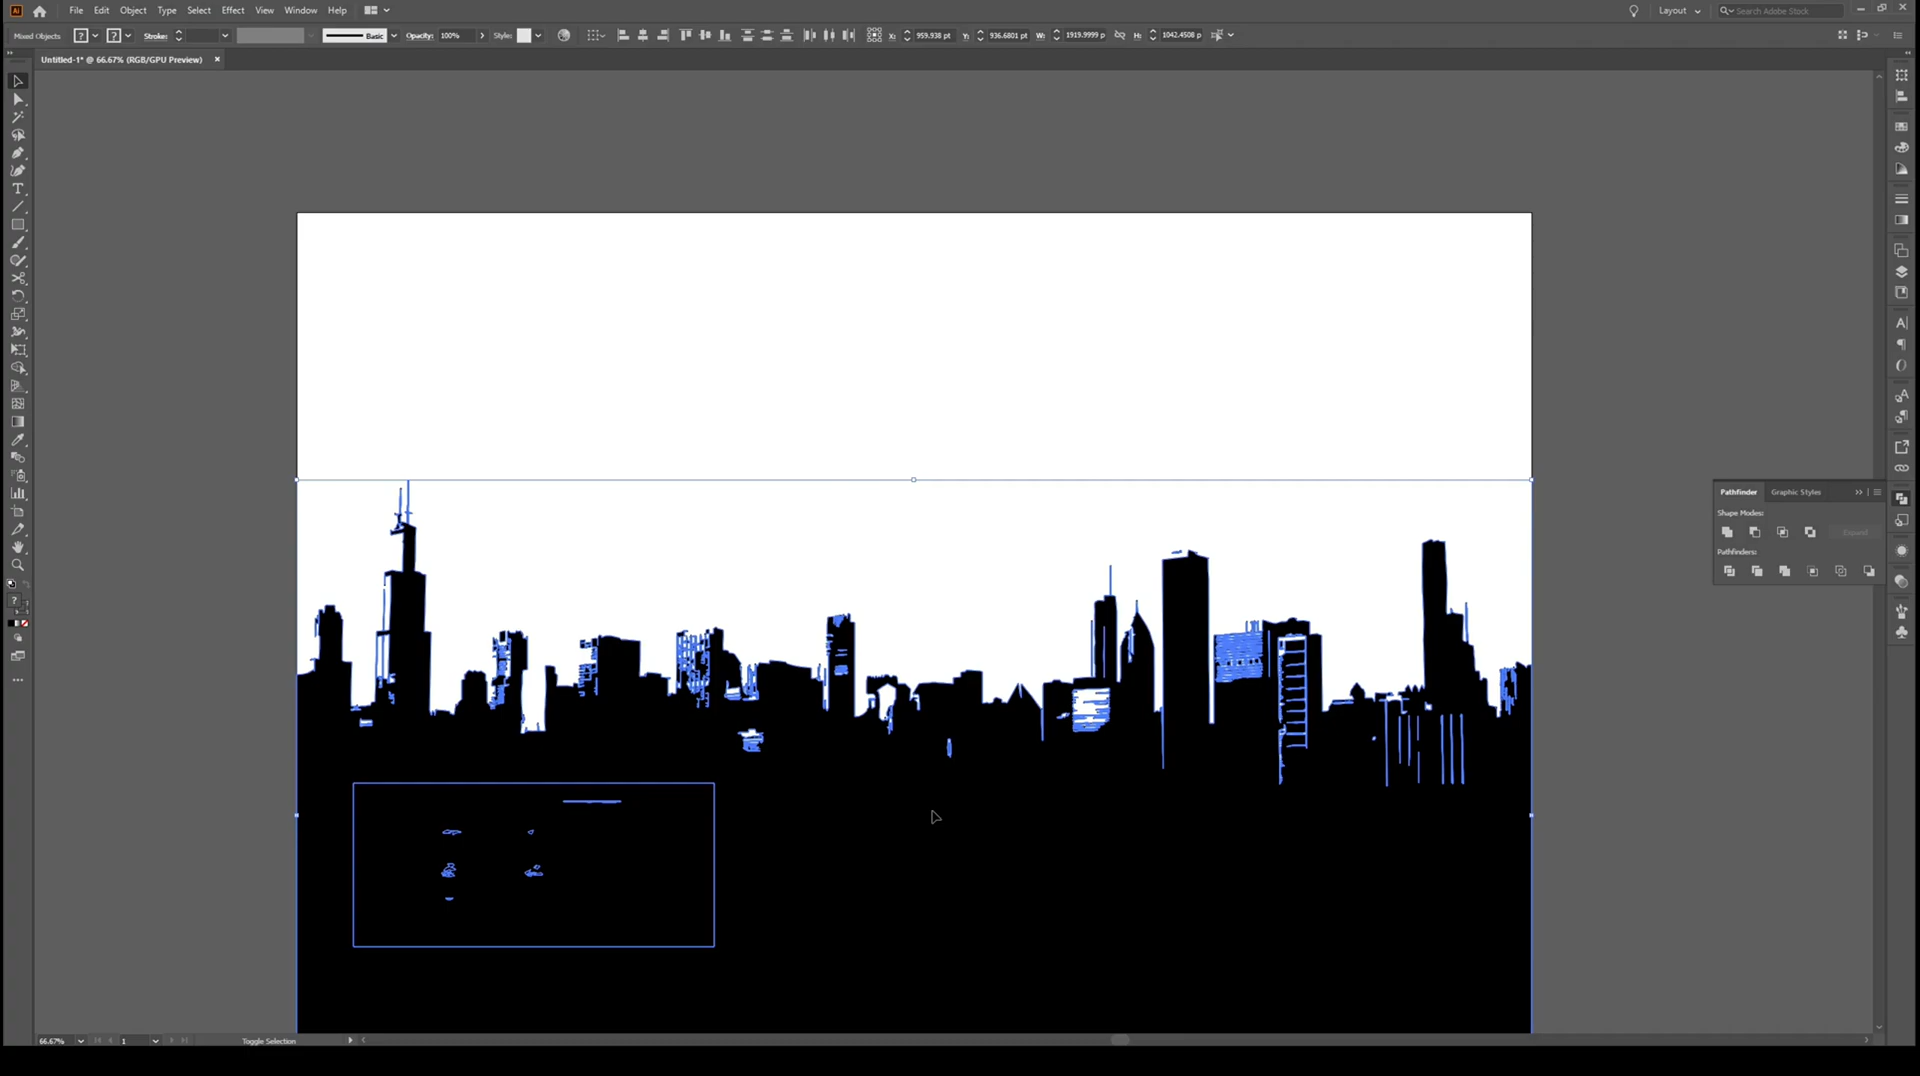 Ai File Edit Object Type Select Effect View Window Help Layout Search Adobe Stock
Mixed Objects ? ? Stroke: Basic Opacity: 100% Style: X: 959.938 pt Y: 936.6801 pt W: 1919.9999 p H: 1042.4508 p
Untitled-1* @ 66.67% (RGB/GPU Preview)
Pathfinder Graphic Styles
Shape Modes:
Expand
Pathfinders:
66.67% 1 Toggle Selection